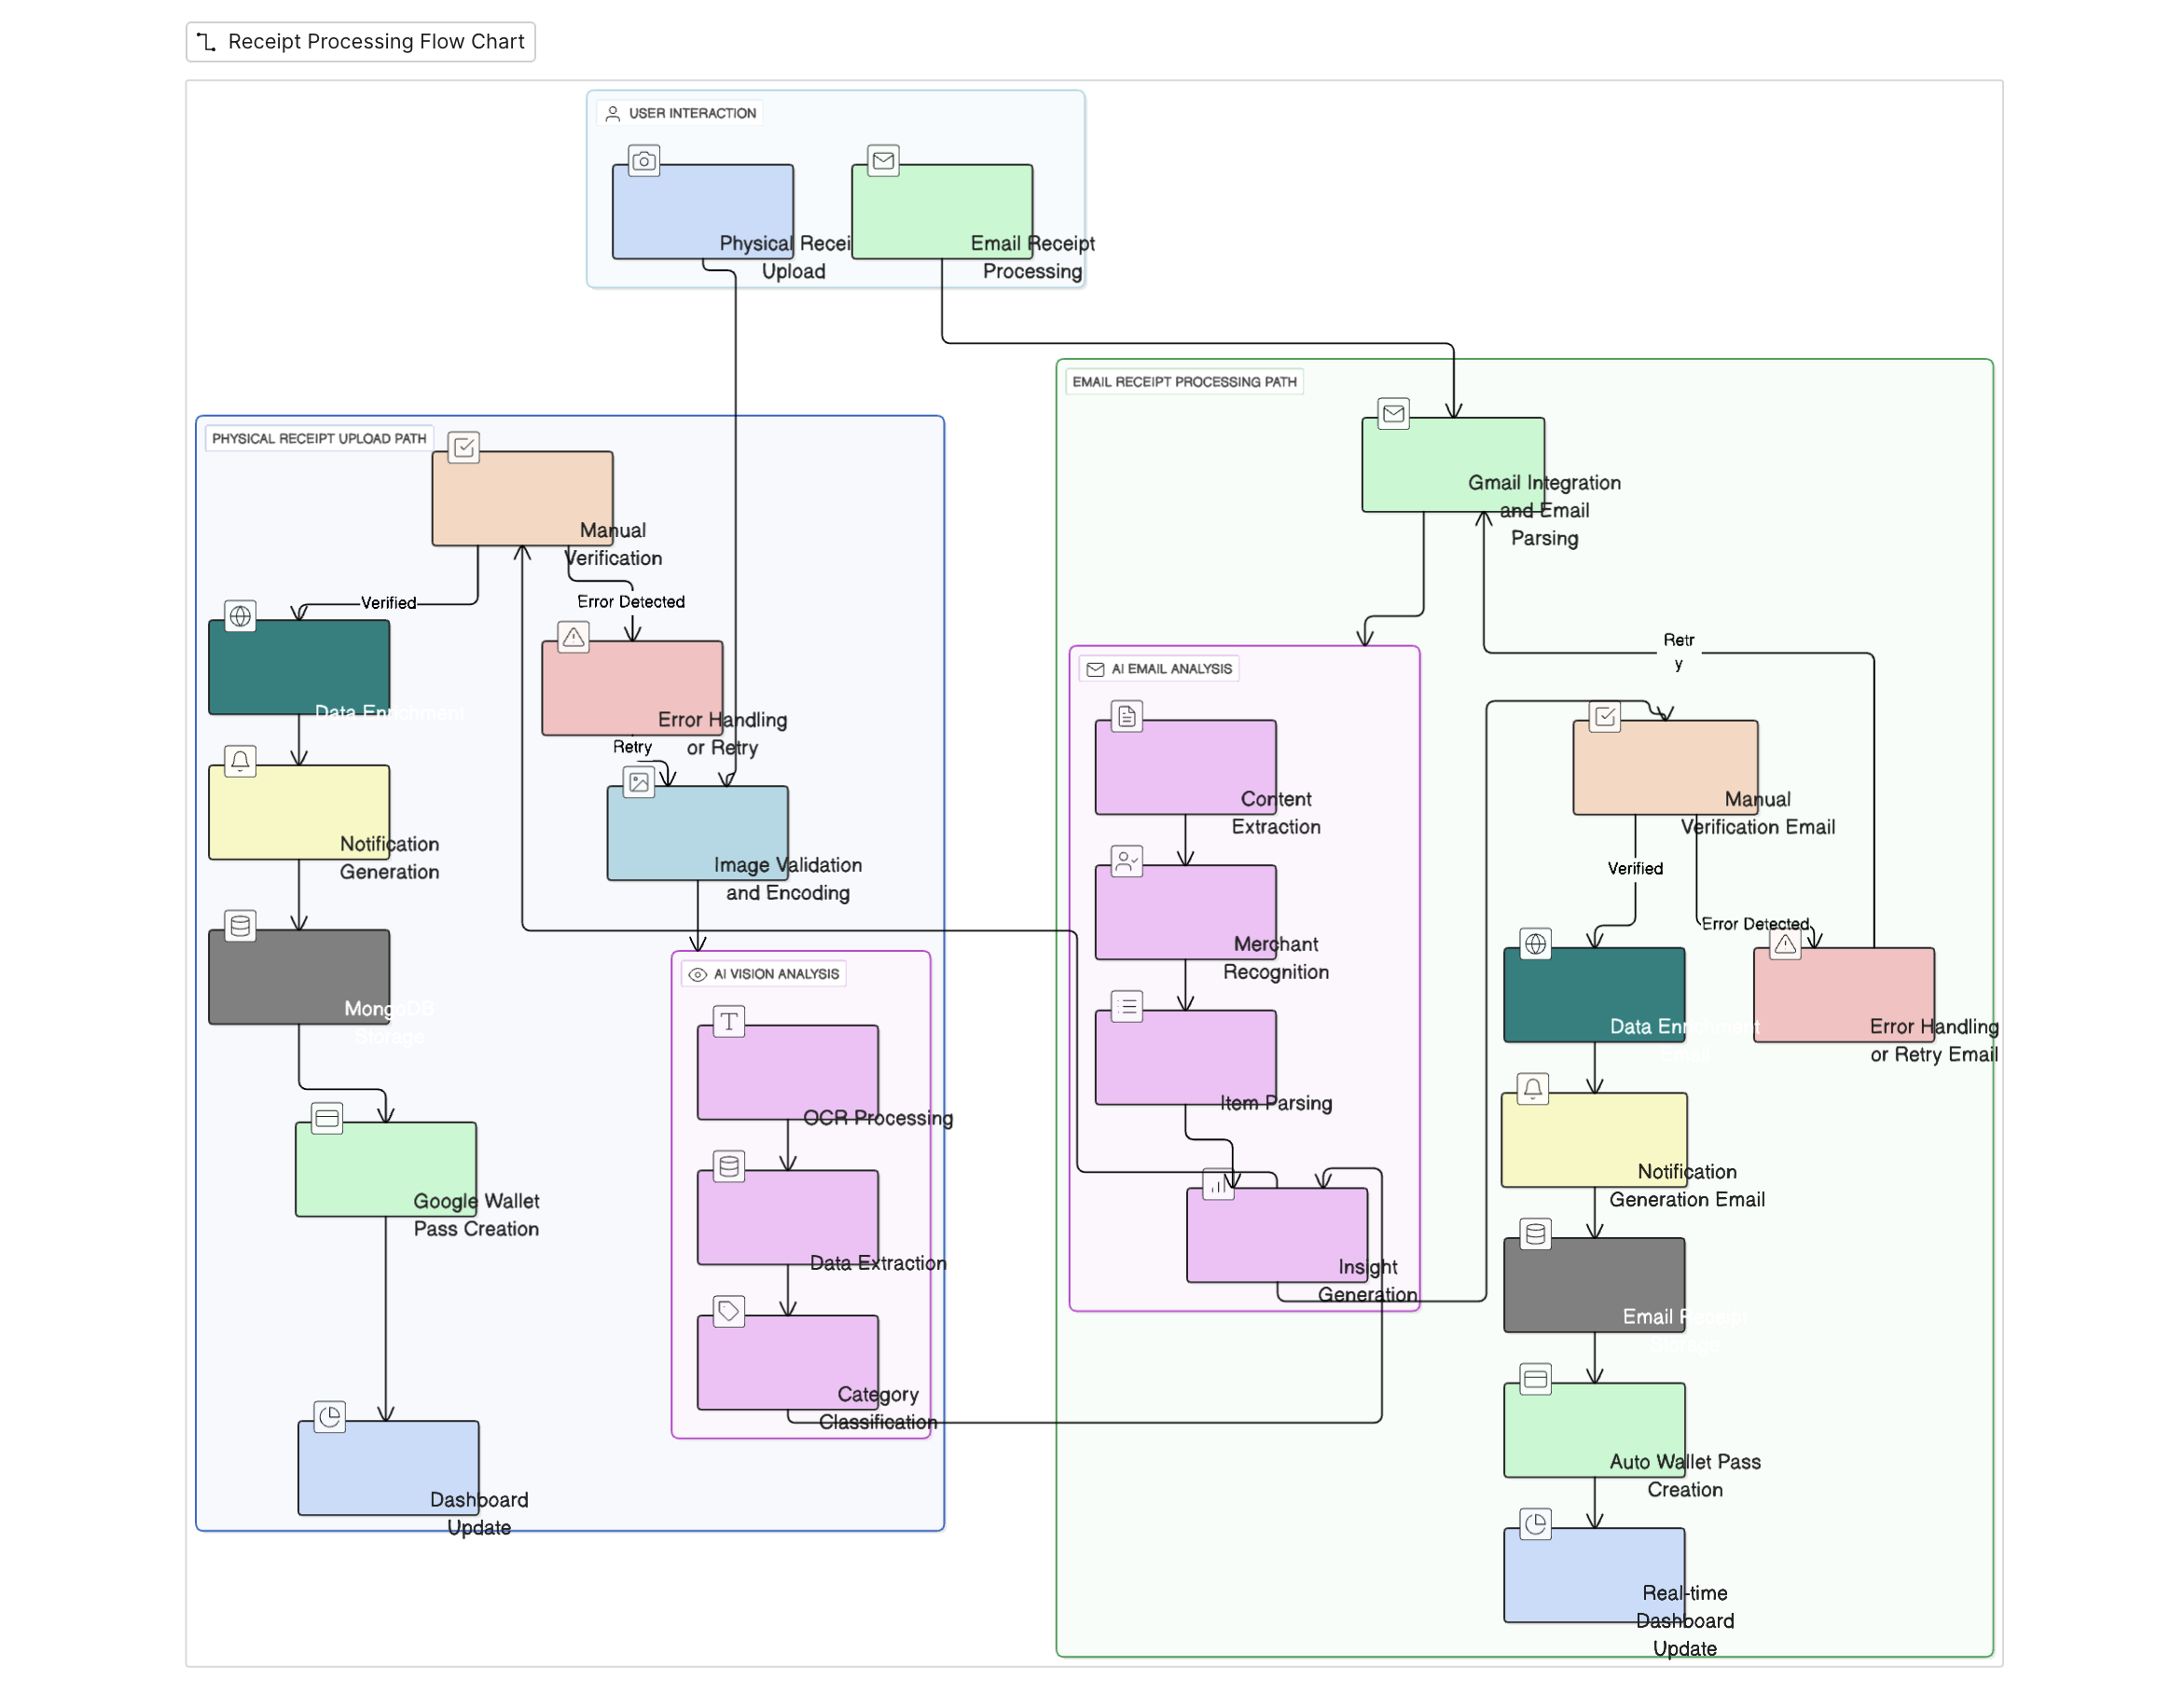 Receipt Processing Flow Chart
USER INTERACTION
Physical Recei
Upload
Email Receipt
Processing
EMAIL RECEIPT PROCESSING PATH
Gmail Integration
and Email
Parsing
PHYSICAL RECEIPT UPLOAD PATH
Manual
Verification
Verified
Error Detected
Data Enrichment
Error Handling
or Retry
Retry
Notification
Generation
Image Validation
and Encoding
MongoDB
Storage
Google Wallet
Pass Creation
Dashboard
Update
AI VISION ANALYSIS
OCR Processing
Data Extraction
Category
Classification
AI EMAIL ANALYSIS
Content
Extraction
Merchant
Recognition
Item Parsing
Insight
Generation
Retr
y
Manual
Verification Email
Verified
Error Detected
Data Enrichment
Email
Error Handling
or Retry Email
Notification
Generation Email
Email Receipt
Storage
Auto Wallet Pass
Creation
Real-time
Dashboard
Update